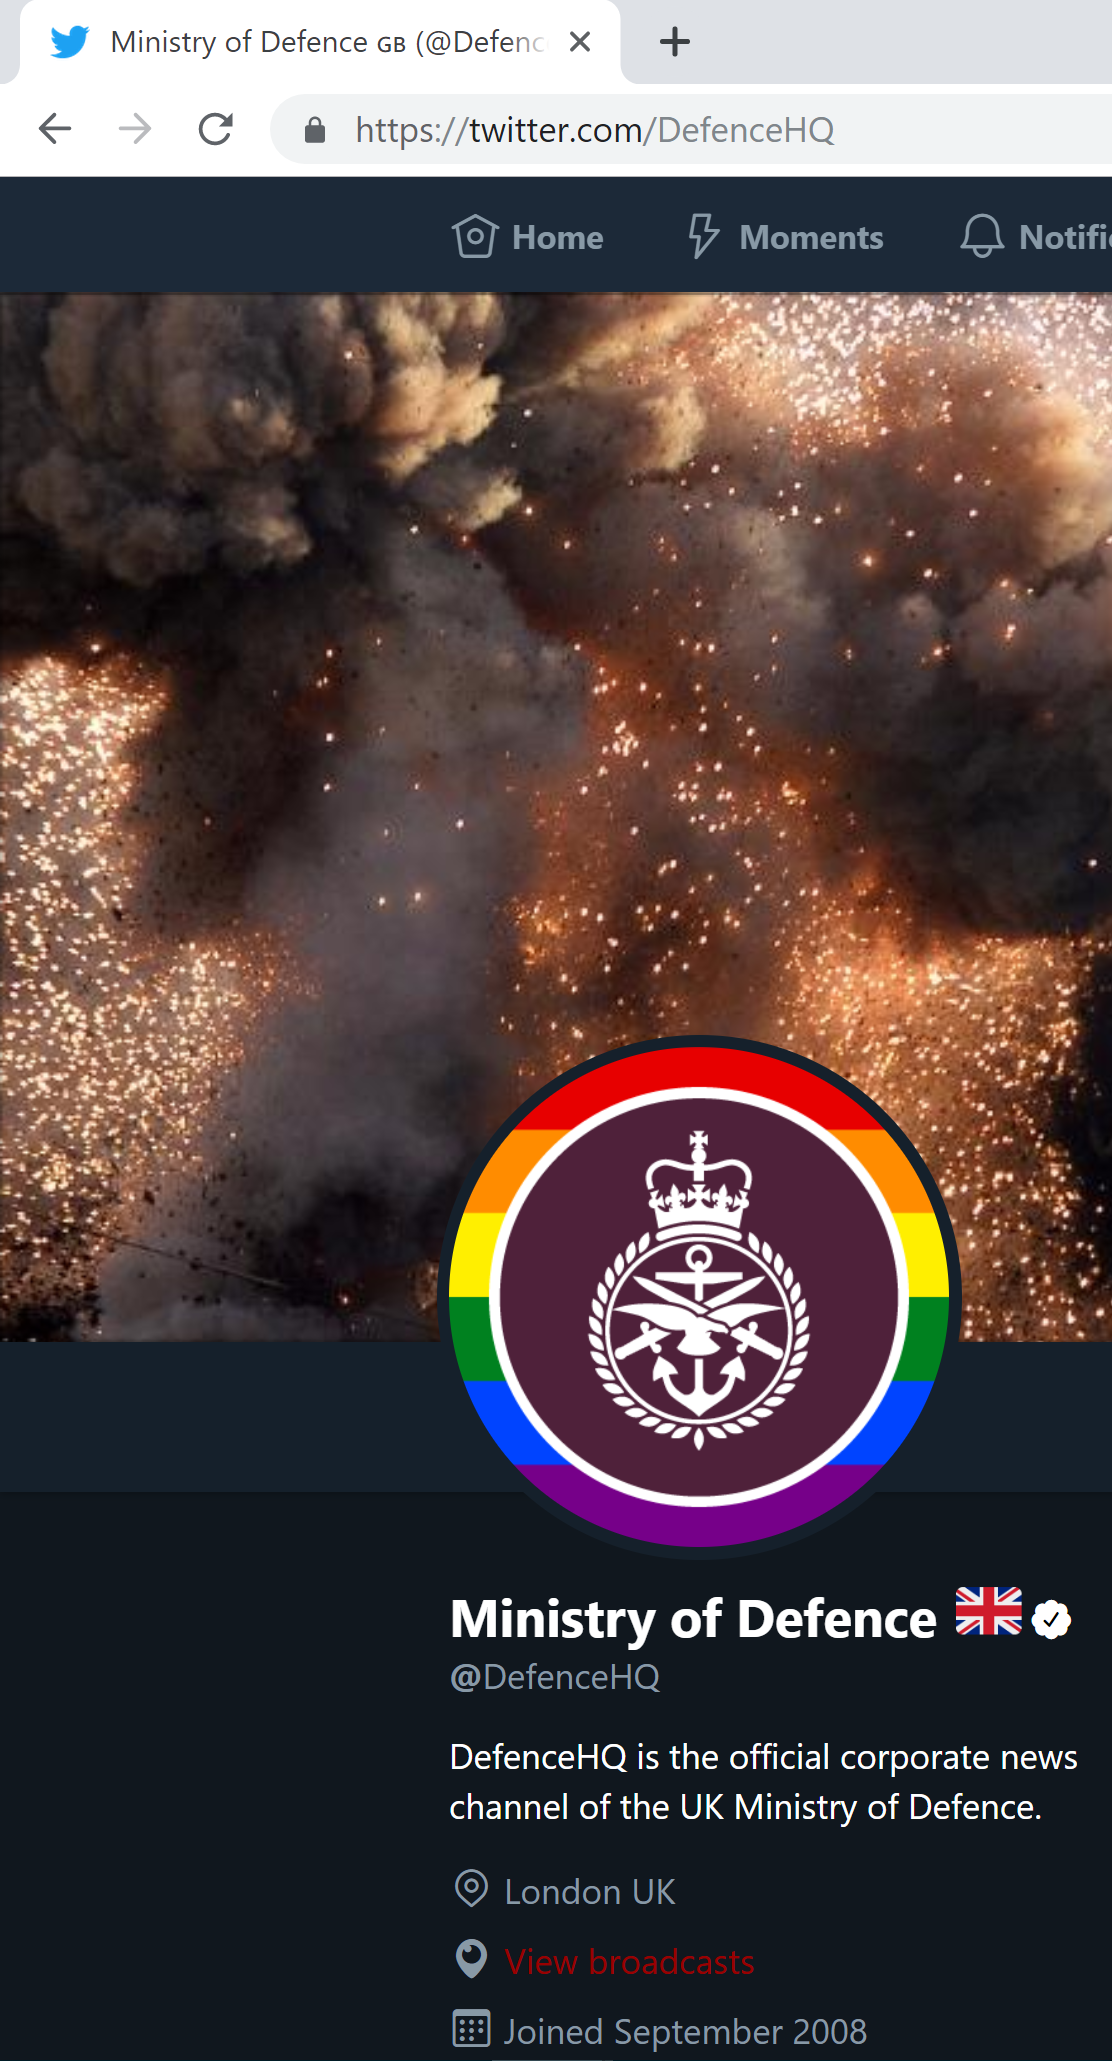 Ministry of Defence GB (@Defenc
https://twitter.com/DefenceHQ
Home Moments Notific
Ministry of Defence
@DefenceHQ
DefenceHQ is the official corporate news
channel of the UK Ministry of Defence.
London UK
View broadcasts
Joined September 2008